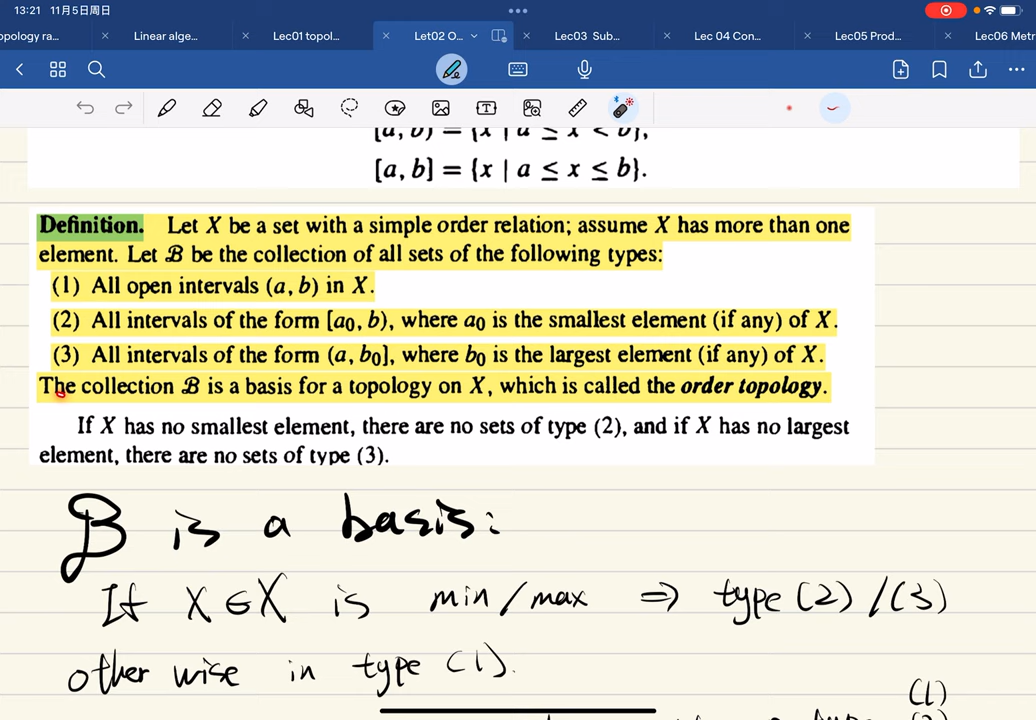 13:21 11月5日周日
opology ra...
Linear alge...
Lec01 topol...
Let02 O...
Lec03 Sub...
Lec 04 Con...
Lec05 Prod...
Lec06 Metr
[a, b) = {x | a ≤ x < b},
[a, b] = {x | a ≤ x ≤ b}.
Definition. Let X be a set with a simple order relation; assume X has more than one
element. Let ℬ be the collection of all sets of the following types:
(1) All open intervals (a, b) in X.
(2) All intervals of the form [a₀, b), where a₀ is the smallest element (if any) of X.
(3) All intervals of the form (a, b₀], where b₀ is the largest element (if any) of X.
The collection ℬ is a basis for a topology on X, which is called the order topology.
If X has no smallest element, there are no sets of type (2), and if X has no largest
element, there are no sets of type (3).
ℬ is a basis:
If x ∈ X is min/max ⇒ type (2) /(3)
other wise in type (1).
(1)